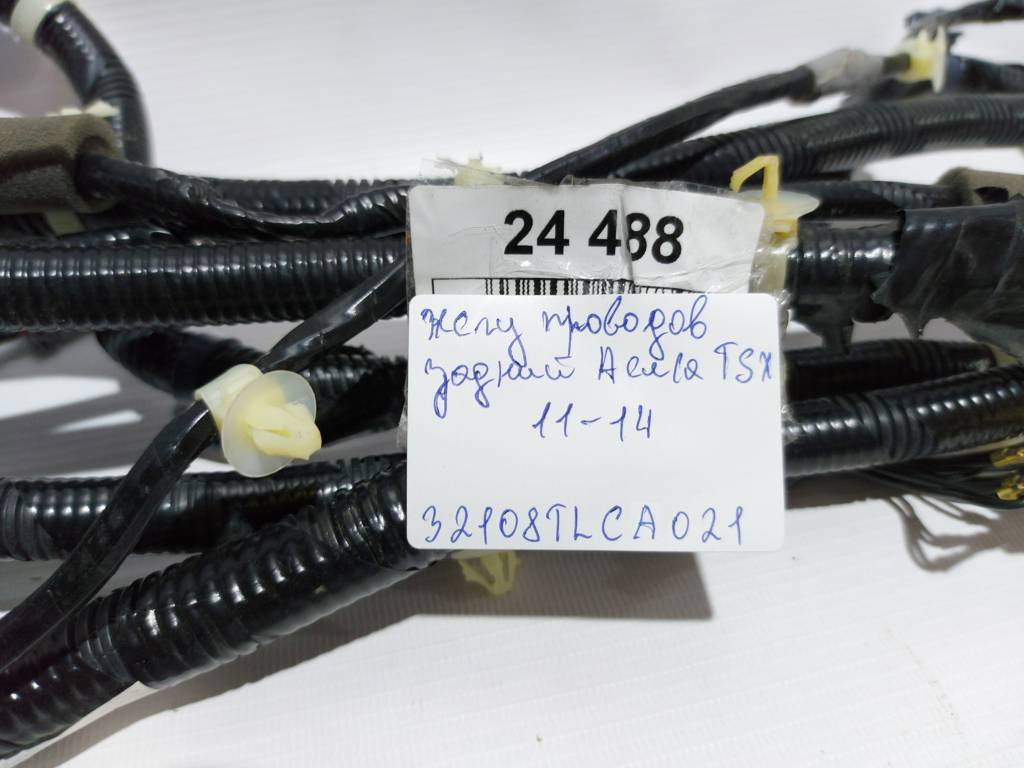 24 488
жгут проводов
задний Acura TSX
11-14
32108TLCA021